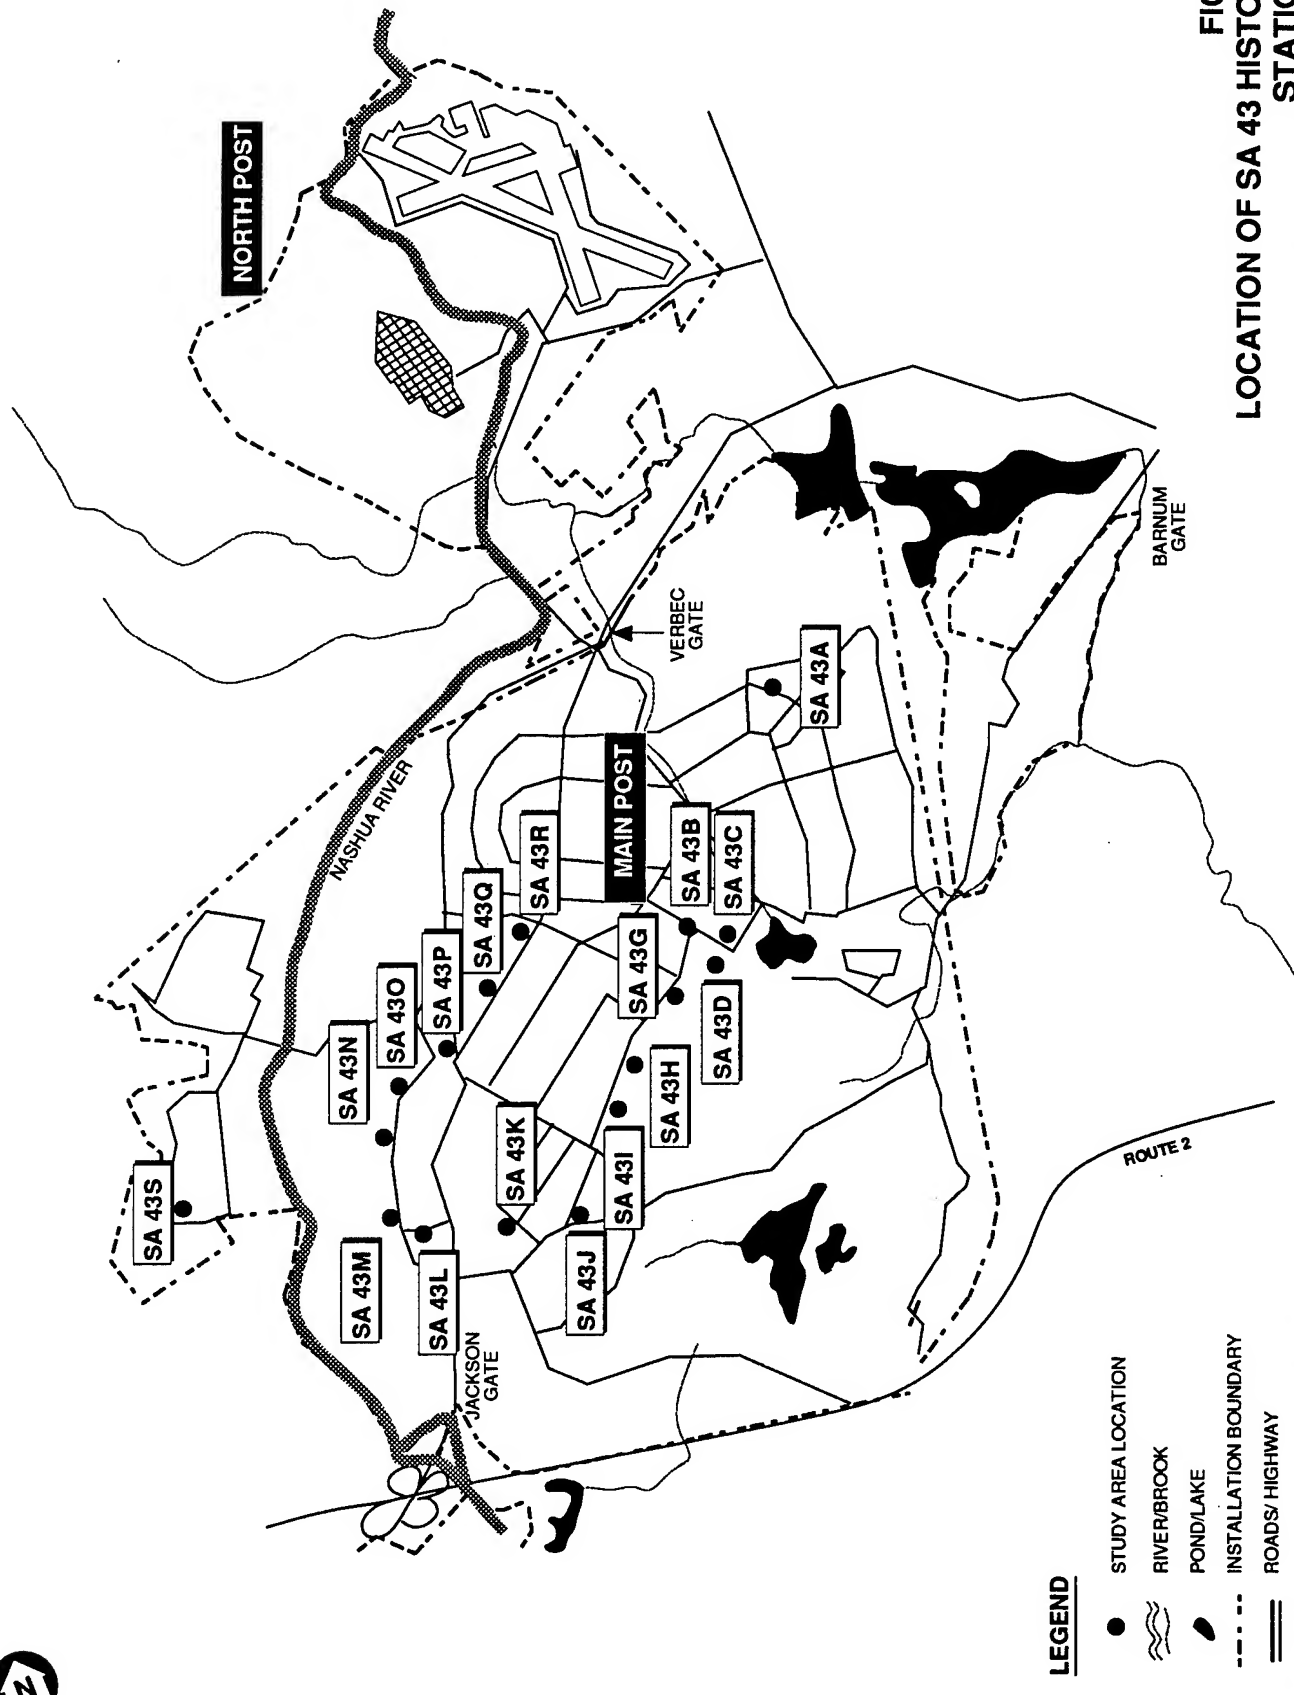 NORTH POST
NASHUA RIVER
VERBEC
GATE
BARNUM
GATE
MAIN POST
SA 43A
SA 43B
SA 43C
SA 43D
SA 43G
SA 43H
SA 43I
SA 43J
SA 43K
SA 43L
SA 43M
SA 43N
SA 43O
SA 43P
SA 43Q
SA 43R
SA 43S
JACKSON
GATE
ROUTE 2
LEGEND
STUDY AREA LOCATION
RIVER/BROOK
POND/LAKE
INSTALLATION BOUNDARY
ROADS/ HIGHWAY
N
LOCATION OF SA 43